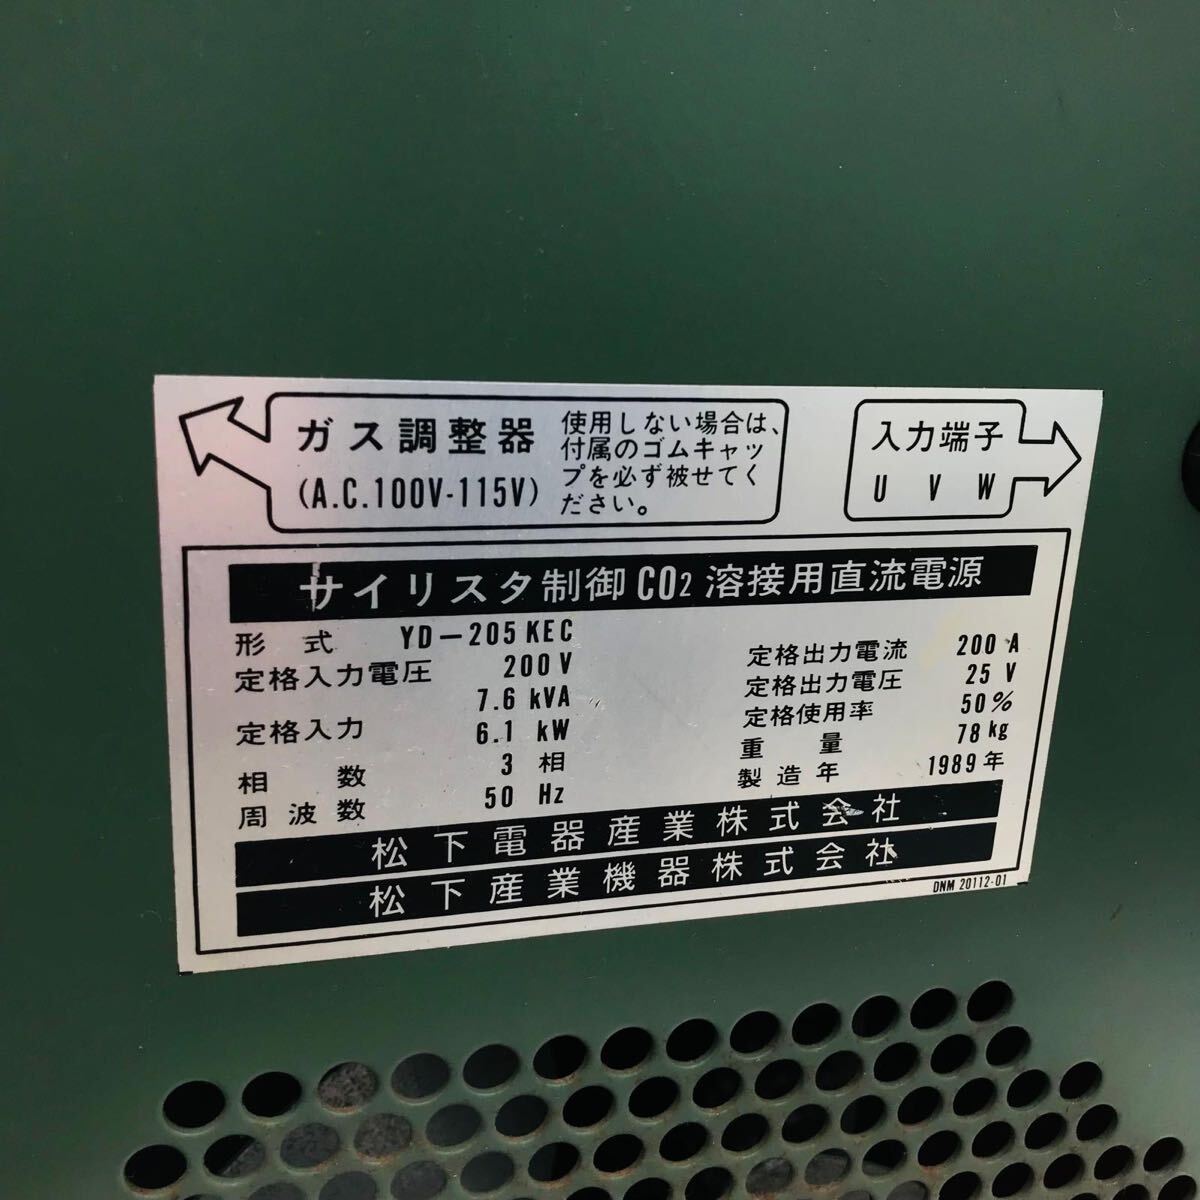 ガス調整器
(A.C.100V-115V)
使用しない場合は、
付属のゴムキャッ
プを必ず被せてく
ださい。
入力端子
U V W
サイリスタ制御CO2溶接用直流電源
形式 YD-205KEC
定格入力電圧 200V
7.6 kVA
定格入力 6.1 kW
相数 3相
周波数 50 Hz
定格出力電流 200 A
定格出力電圧 25 V
定格使用率 50%
重量 78kg
製造年 1989年
松下電器産業株式会社
松下産業機器株式会社
DNM 20112-01